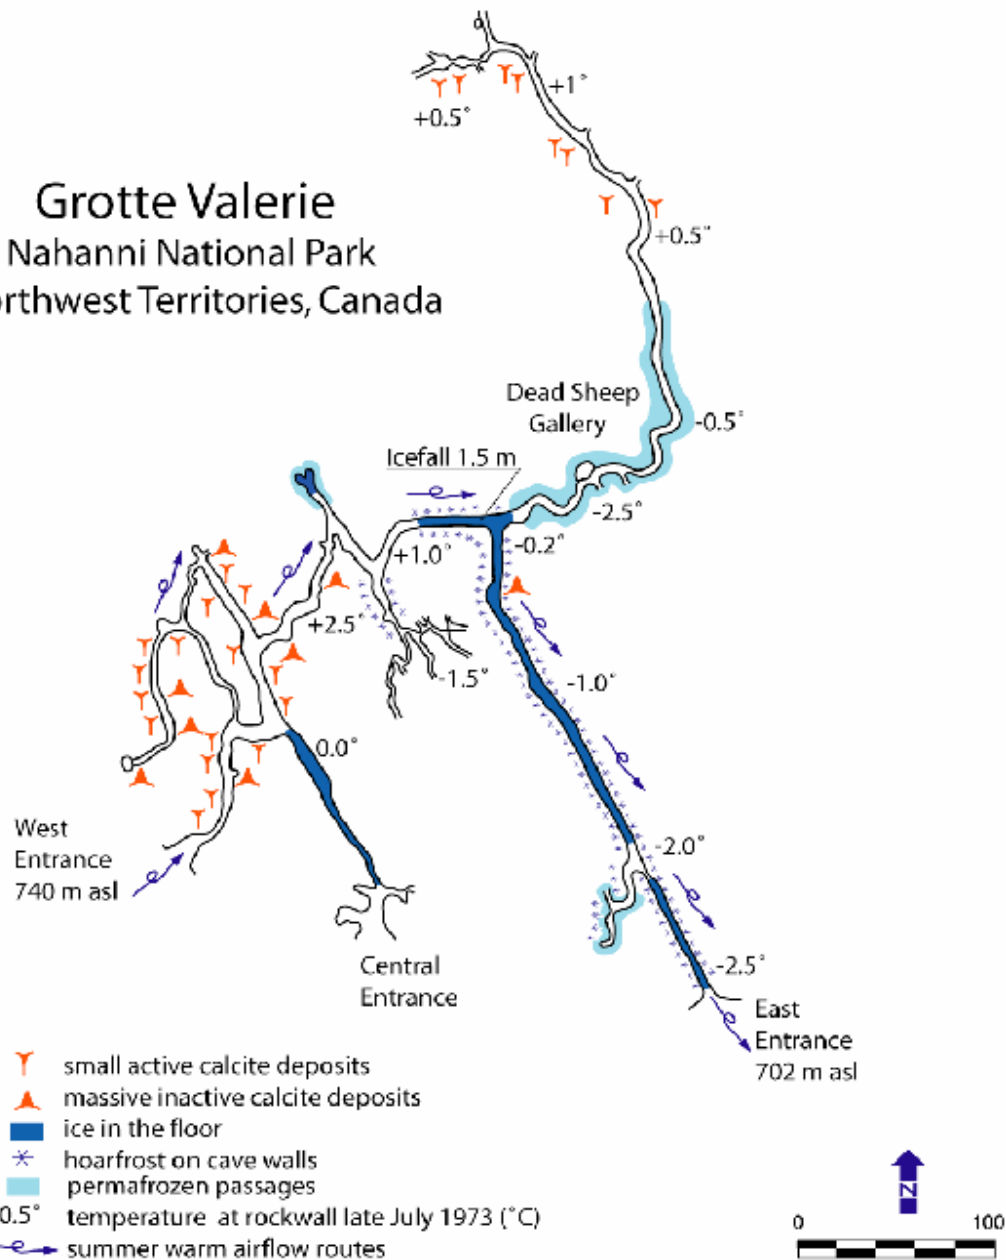 +1˚
+0.5˚
Grotte Valerie
Nahanni National Park
orthwest Territories, Canada
+0.5˚
Dead Sheep
Gallery
-0.5˚
Icefall 1.5 m
-2.5˚
+1.0˚
-0.2˚
+2.5˚
-1.5˚
-1.0˚
0.0˚
West
Entrance
740 m asl
-2.0˚
Central
Entrance
-2.5˚
East
Entrance
702 m asl
small active calcite deposits
massive inactive calcite deposits
ice in the floor
hoarfrost on cave walls
permafrozen passages
0.5˚ temperature at rockwall late July 1973 (˚C)
summer warm airflow routes
N
0 100